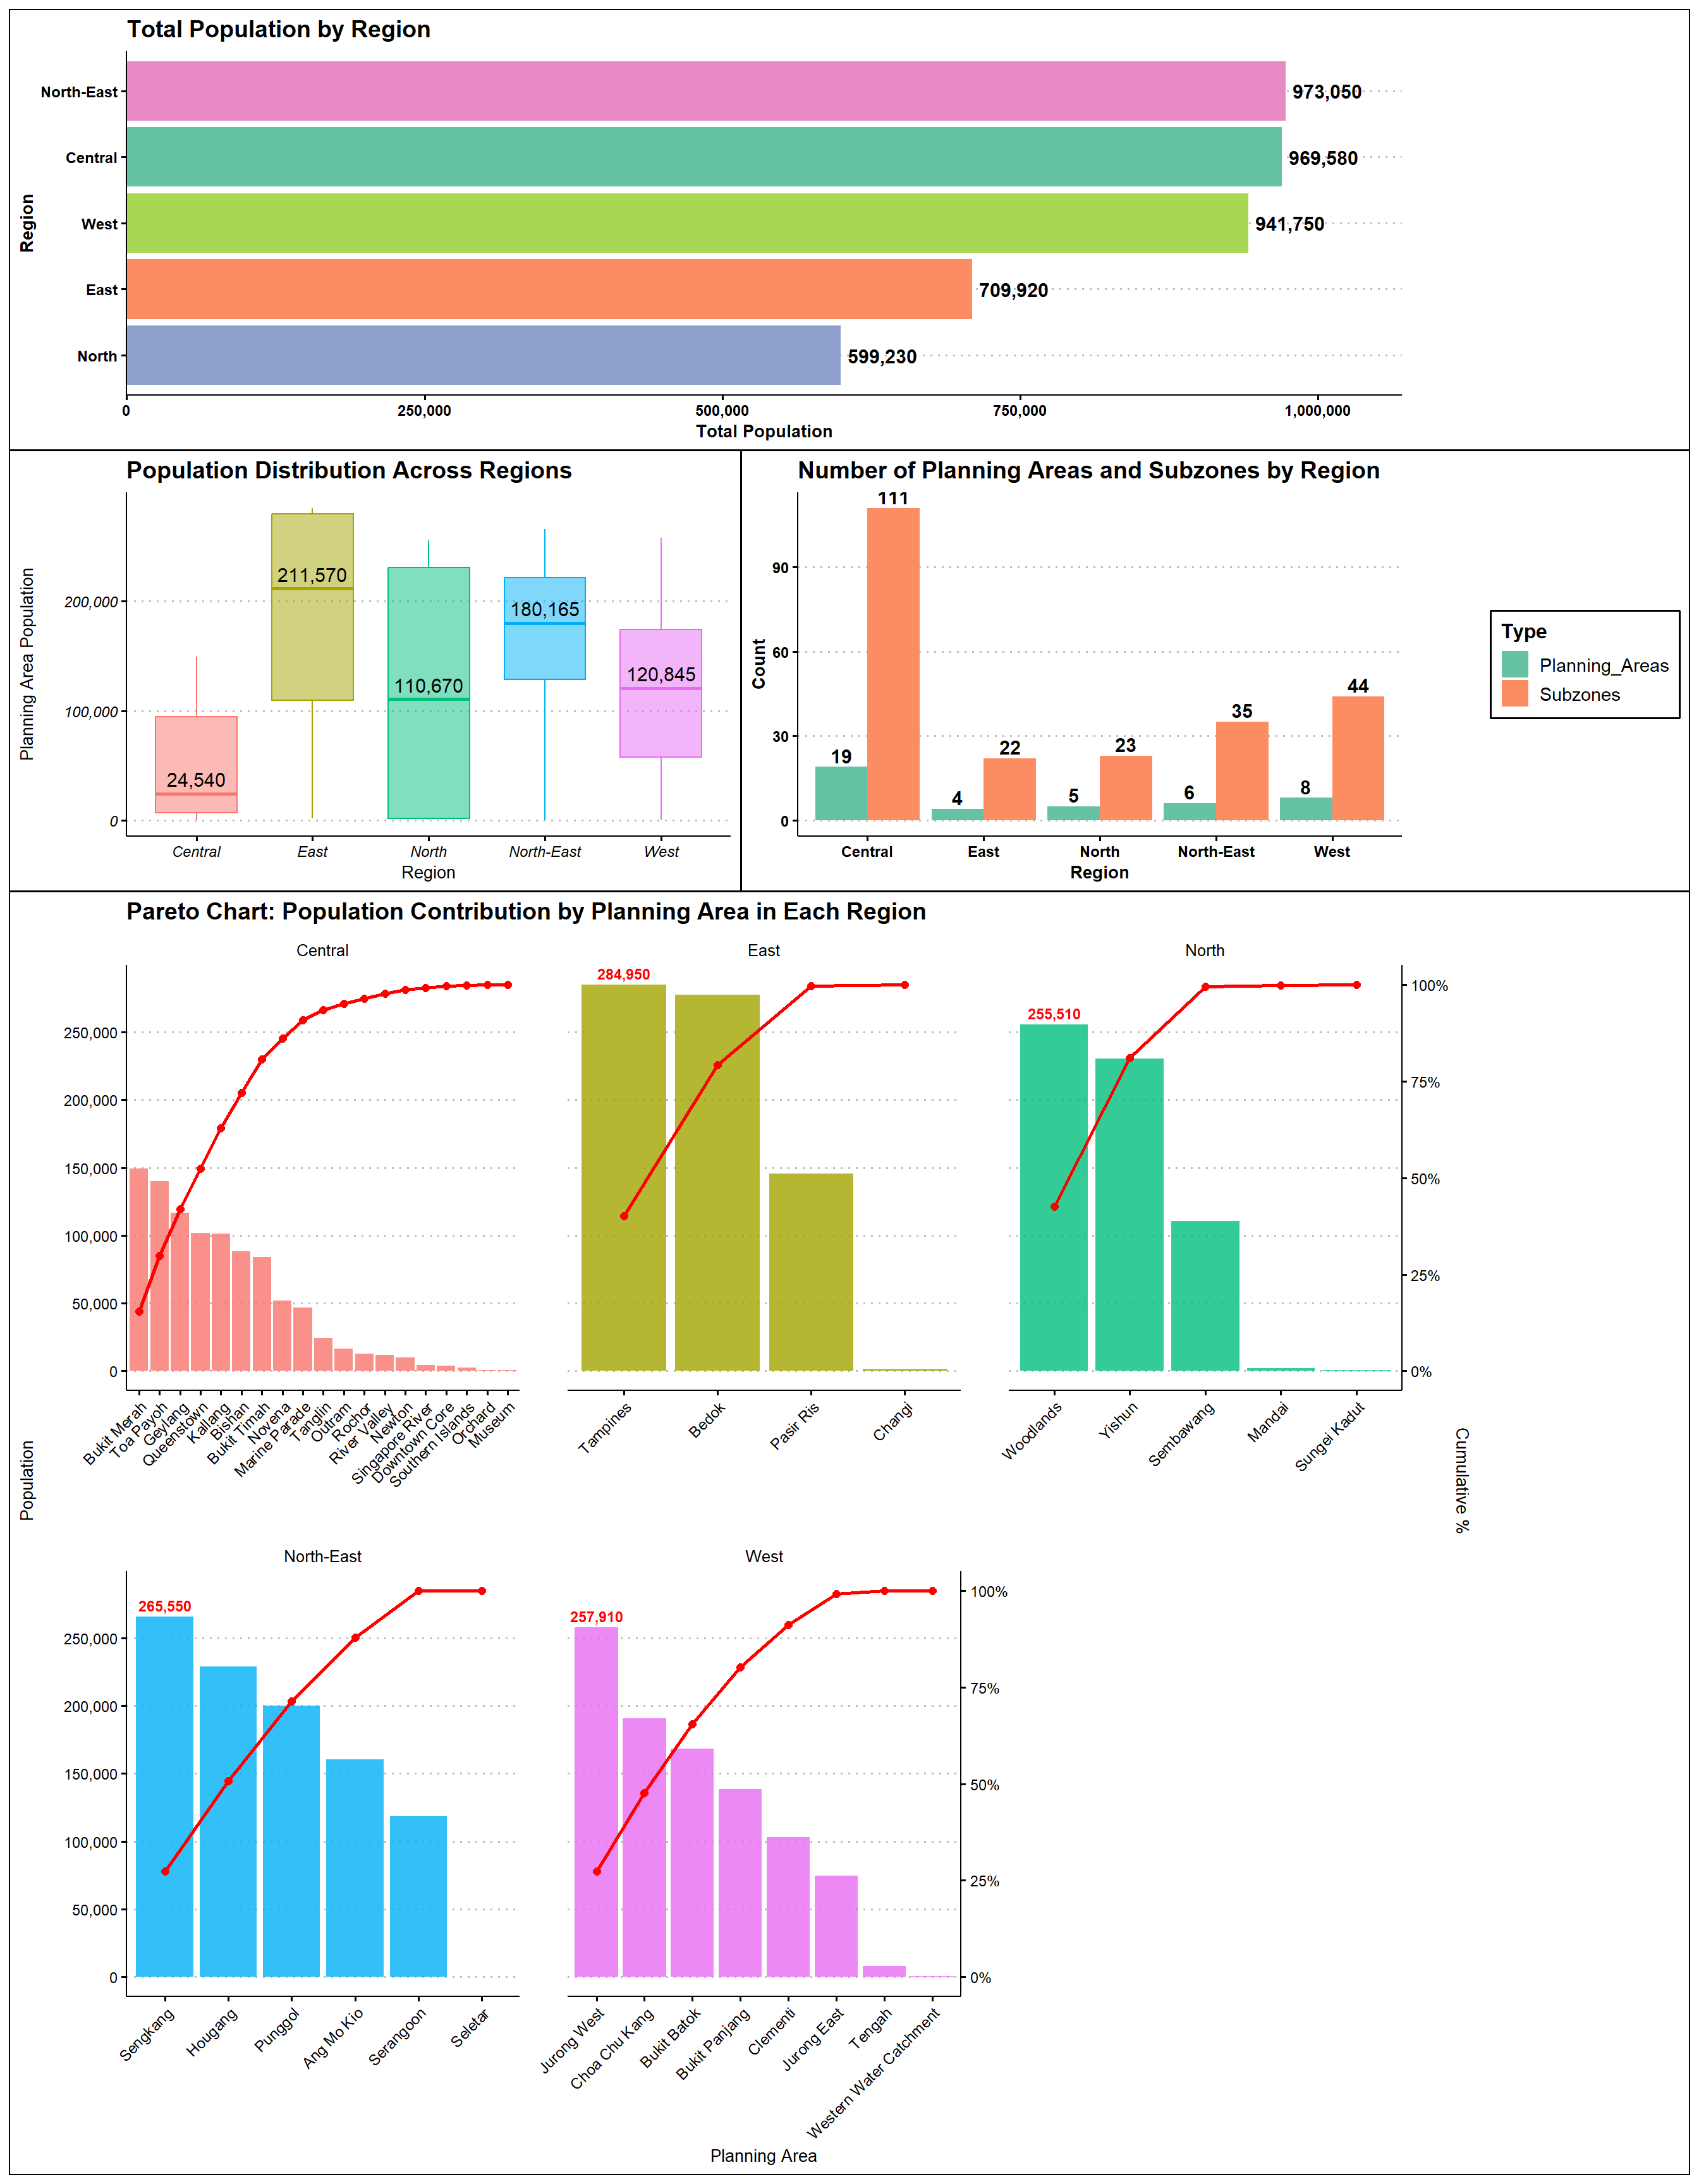 Total Population by Region
Region
North-East
973,050
Central
969,580
West
941,750
East
709,920
North
599,230
0
250,000
500,000
750,000
1,000,000
Total Population
Population Distribution Across Regions
Planning Area Population
200,000
100,000
0
24,540
211,570
110,670
180,165
120,845
Central
East
North
North-East
West
Region
Number of Planning Areas and Subzones by Region
Count
90
60
30
0
19
111
4
22
5
23
6
35
8
44
Central
East
North
North-East
West
Region
Type
Planning_Areas
Subzones
Pareto Chart: Population Contribution by Planning Area in Each Region
Population
Central
250,000
200,000
150,000
100,000
50,000
0
Bukit Merah
Toa Payoh
Geylang
Queenstown
Kallang
Bishan
Bukit Timah
Novena
Marine Parade
Tanglin
Outram
Rochor
River Valley
Newton
Singapore River
Downtown Core
Southern Islands
Orchard
Museum
East
284,950
Tampines
Bedok
Pasir Ris
Changi
North
255,510
Woodlands
Yishun
Sembawang
Mandai
Sungei Kadut
100%
75%
50%
25%
0%
Cumulative %
North-East
265,550
250,000
200,000
150,000
100,000
50,000
0
Sengkang
Hougang
Punggol
Ang Mo Kio
Serangoon
Seletar
West
257,910
Jurong West
Choa Chu Kang
Bukit Batok
Bukit Panjang
Clementi
Jurong East
Tengah
Western Water Catchment
100%
75%
50%
25%
0%
Planning Area